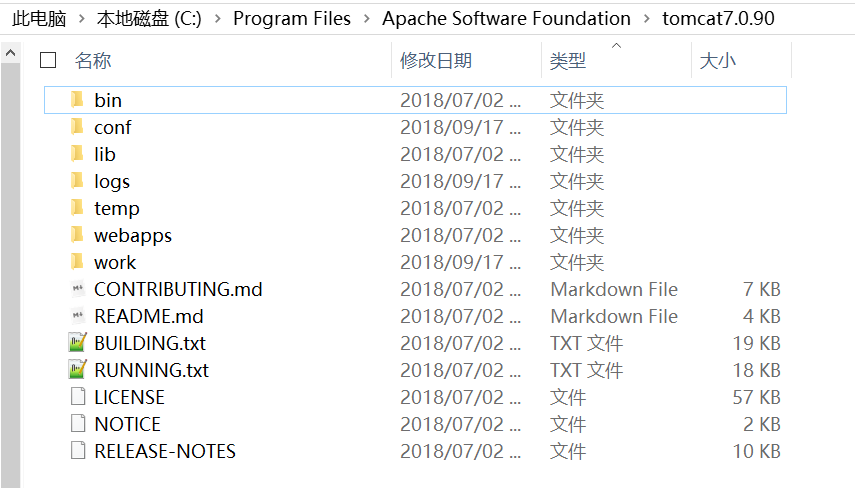 此电脑 > 本地磁盘 (C:) > Program Files > Apache Software Foundation > tomcat7.0.90
名称 修改日期 类型 大小
bin 2018/07/02 ... 文件夹
conf 2018/09/17 ... 文件夹
lib 2018/07/02 ... 文件夹
logs 2018/09/17 ... 文件夹
temp 2018/07/02 ... 文件夹
webapps 2018/07/02 ... 文件夹
work 2018/09/17 ... 文件夹
CONTRIBUTING.md 2018/07/02 ... Markdown File 7 KB
README.md 2018/07/02 ... Markdown File 4 KB
BUILDING.txt 2018/07/02 ... TXT 文件 19 KB
RUNNING.txt 2018/07/02 ... TXT 文件 18 KB
LICENSE 2018/07/02 ... 文件 57 KB
NOTICE 2018/07/02 ... 文件 2 KB
RELEASE-NOTES 2018/07/02 ... 文件 10 KB